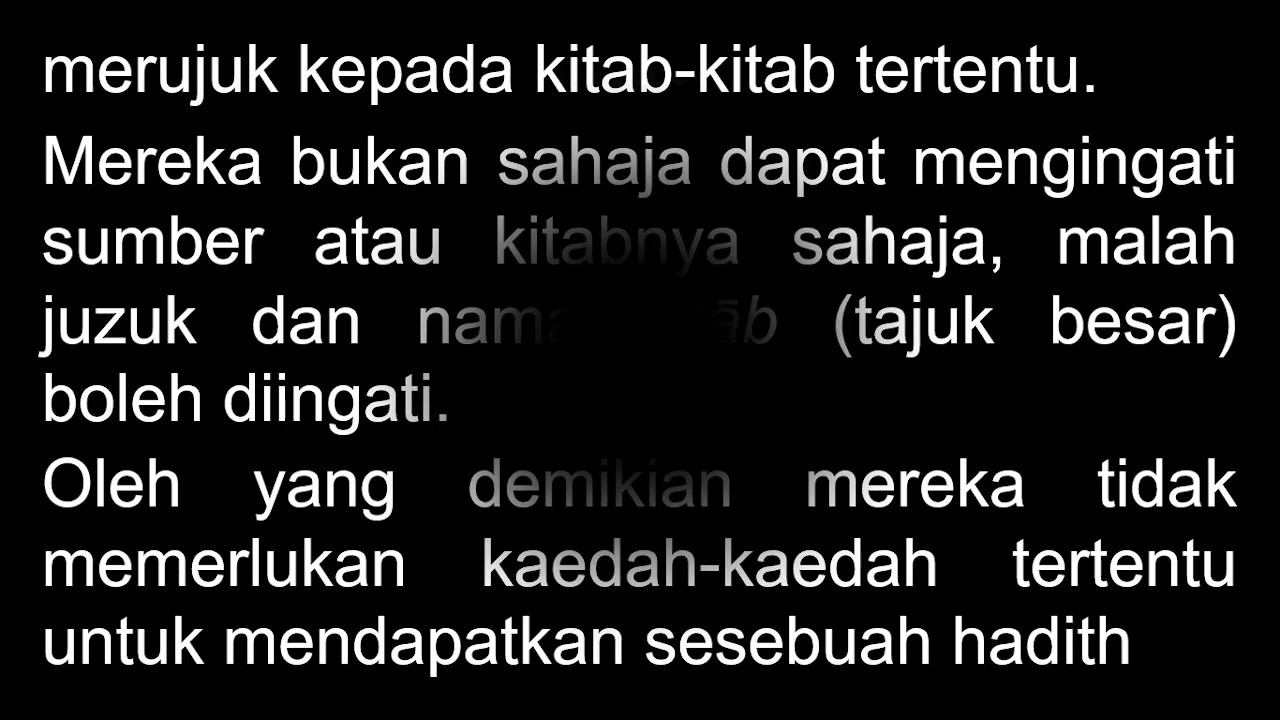 merujuk kepada kitab-kitab tertentu.
Mereka bukan sahaja dapat mengingati
sumber atau kitabnya sahaja, malah
juzuk dan nama (tajuk besar)
boleh diingati.
Oleh yang demikian mereka tidak
memerlukan kaedah-kaedah tertentu
untuk mendapatkan sesebuah hadith